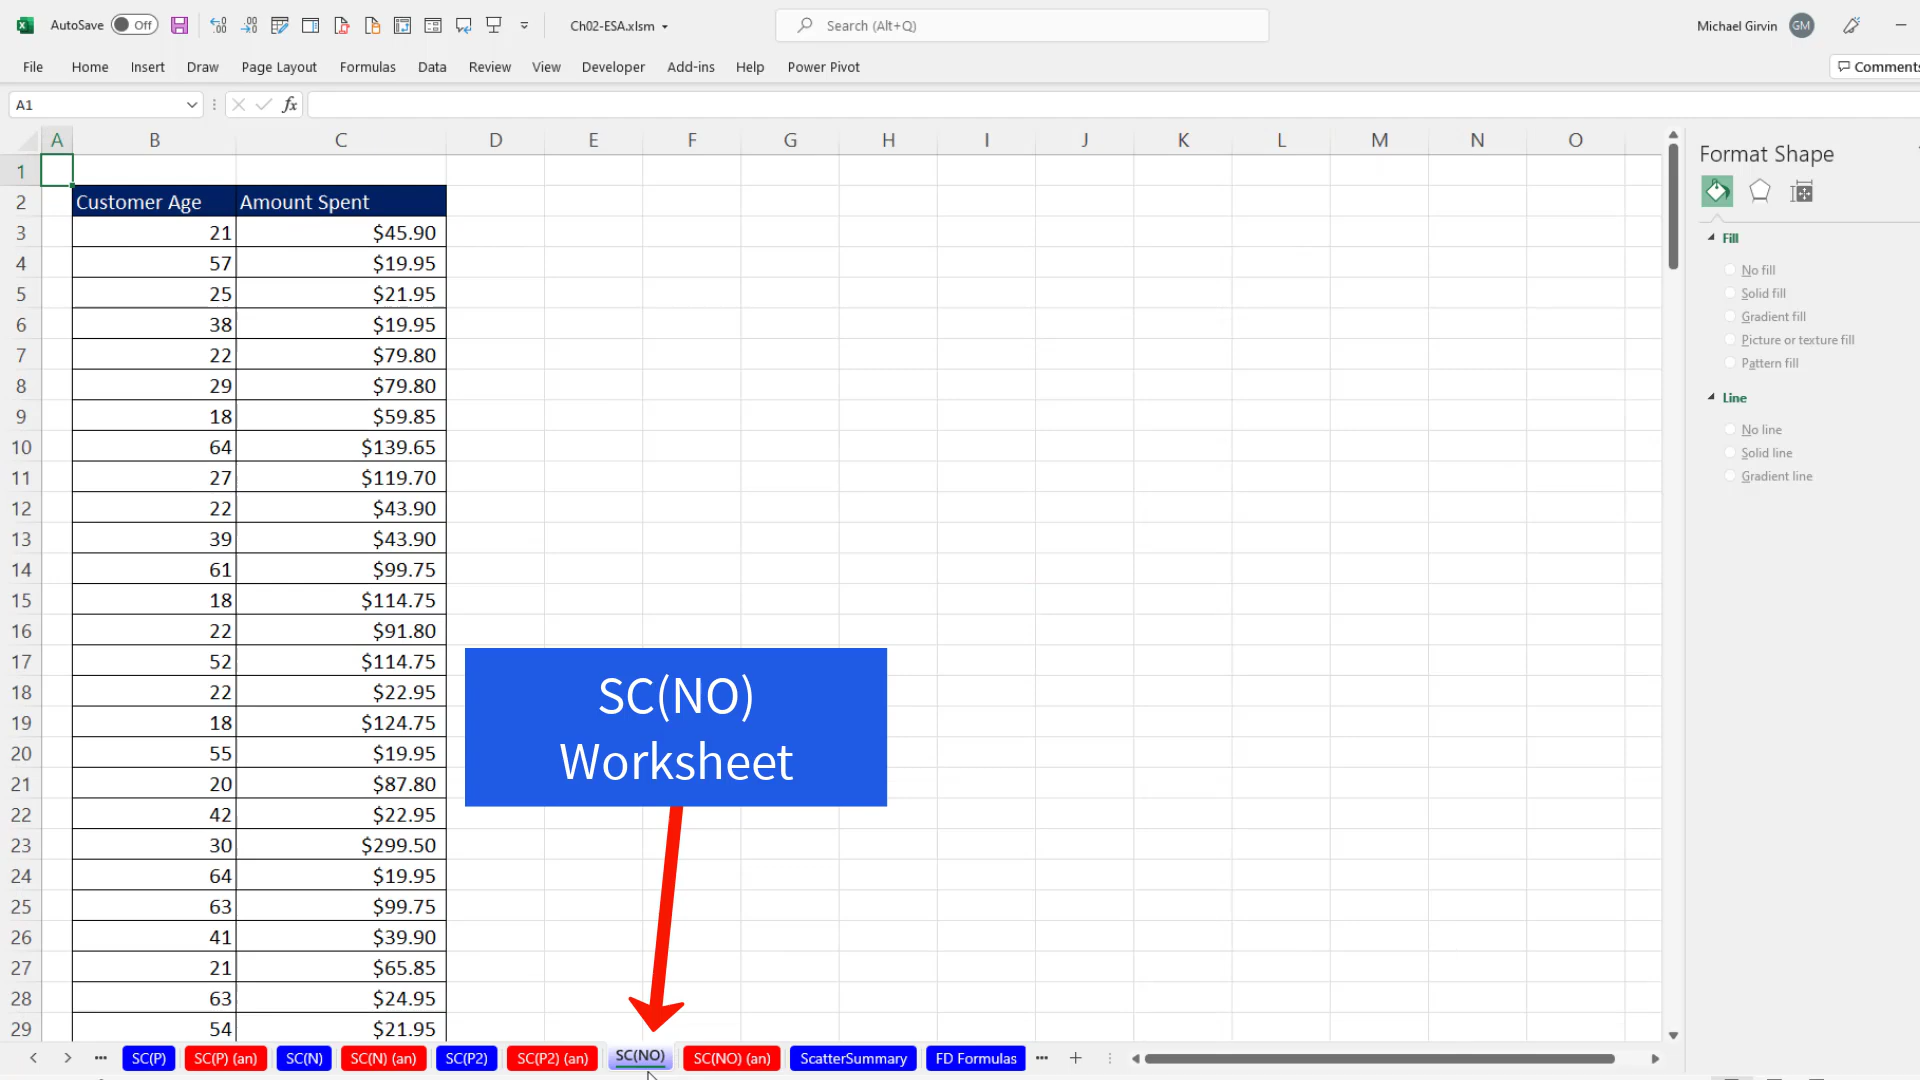 AutoSave Off Ch02-ESA.xlsm Search (Alt+Q) Michael Girvin GM
File Home Insert Draw Page Layout Formulas Data Review View Developer Add-ins Help Power Pivot Comments
A1 fx
A B C D E F G H I J K L M N O
1
2 Customer Age Amount Spent
3 21 $45.90
4 57 $19.95
5 25 $21.95
6 38 $19.95
7 22 $79.80
8 29 $79.80
9 18 $59.85
10 64 $139.65
11 27 $119.70
12 22 $43.90
13 39 $43.90
14 61 $99.75
15 18 $114.75
16 22 $91.80
17 52 $114.75
18 22 $22.95
19 18 $124.75
20 55 $19.95
21 20 $87.80
22 42 $22.95
23 30 $299.50
24 64 $19.95
25 63 $99.75
26 41 $39.90
27 21 $65.85
28 63 $24.95
29 54 $21.95
SC(NO)
Worksheet
Format Shape
Fill
No fill
Solid fill
Gradient fill
Picture or texture fill
Pattern fill
Line
No line
Solid line
Gradient line
SC(P) SC(P) (an) SC(N) SC(N) (an) SC(P2) SC(P2) (an) SC(NO) SC(NO) (an) ScatterSummary FD Formulas